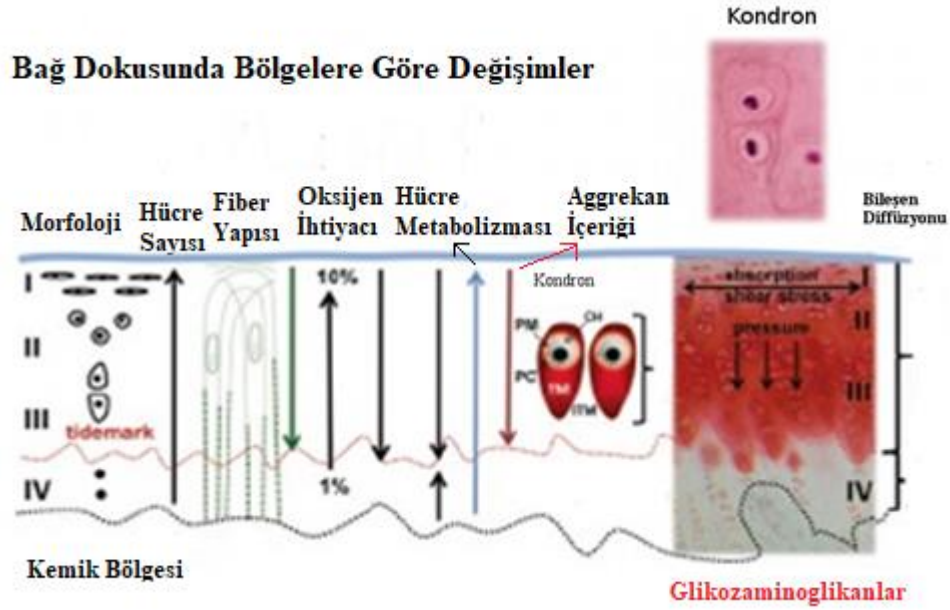 Kondron
Bağ Dokusunda Bölgelere Göre Değişimler
Morfoloji
Hücre
Sayısı
Fiber
Yapısı
Oksijen
İhtiyacı
Hücre
Metabolizması
Aggrekan
İçeriği
Bileşen
Diffüzyonu
I
II
III
tidemark
IV
10%
1%
Kondron
PM
CH
PC
TM
ITM
absorption
shear stress
pressure
I
II
III
IV
Kemik Bölgesi
Glikozaminoglikanlar